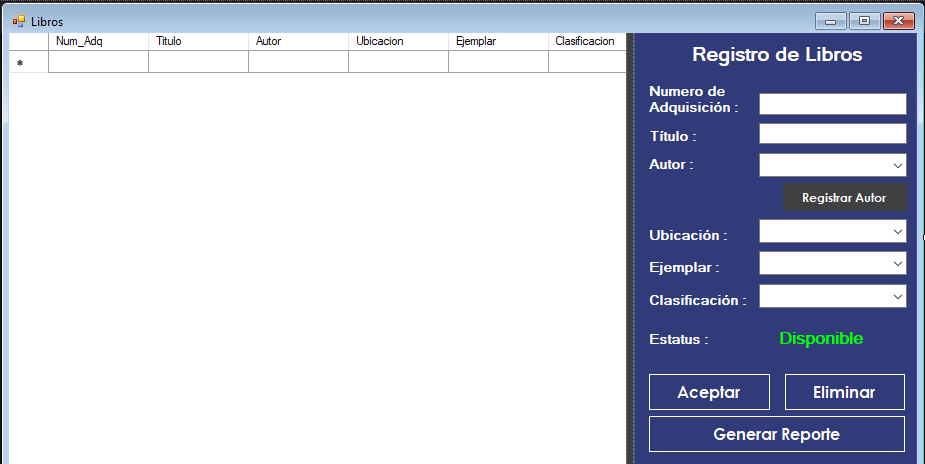 Libros
Num_Adq Titulo Autor Ubicacion Ejemplar Clasificacion
Registro de Libros
Numero de
Adquisición :
Título :
Autor :
Registrar Autor
Ubicación :
Ejemplar :
Clasificación :
Estatus : Disponible
Aceptar Eliminar
Generar Reporte